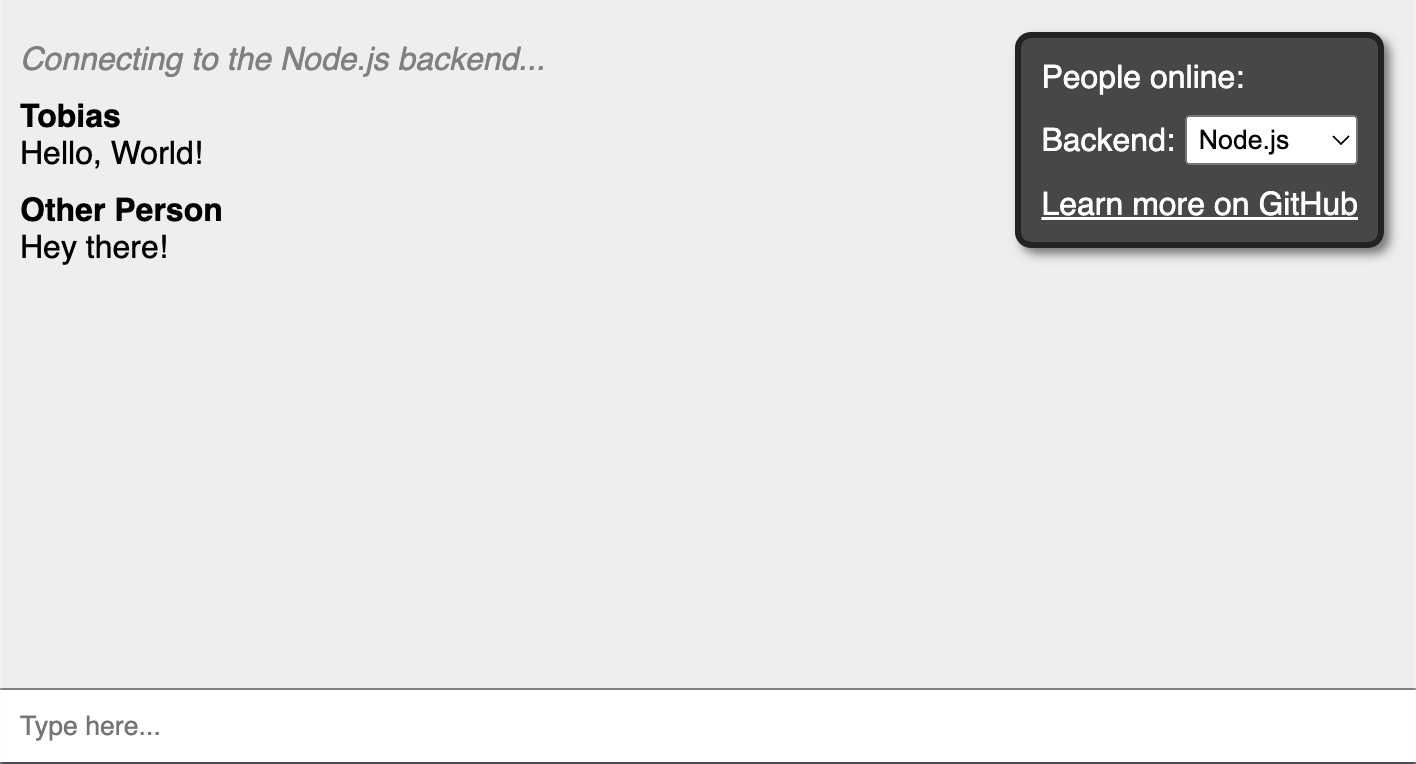 Connecting to the Node.js backend...
Tobias
Hello, World!
Other Person
Hey there!
People online:
Backend: Node.js
Learn more on GitHub
Type here...